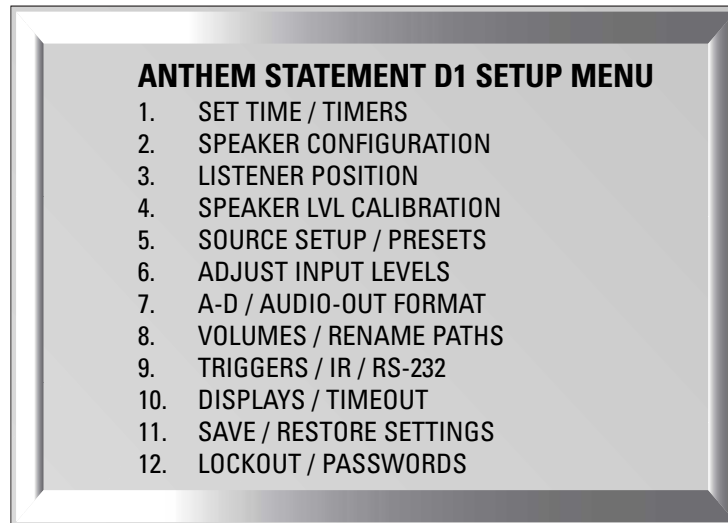 ANTHEM STATEMENT D1 SETUP MENU
1. SET TIME / TIMERS
2. SPEAKER CONFIGURATION
3. LISTENER POSITION
4. SPEAKER LVL CALIBRATION
5. SOURCE SETUP / PRESETS
6. ADJUST INPUT LEVELS
7. A-D / AUDIO-OUT FORMAT
8. VOLUMES / RENAME PATHS
9. TRIGGERS / IR / RS-232
10. DISPLAYS / TIMEOUT
11. SAVE / RESTORE SETTINGS
12. LOCKOUT / PASSWORDS